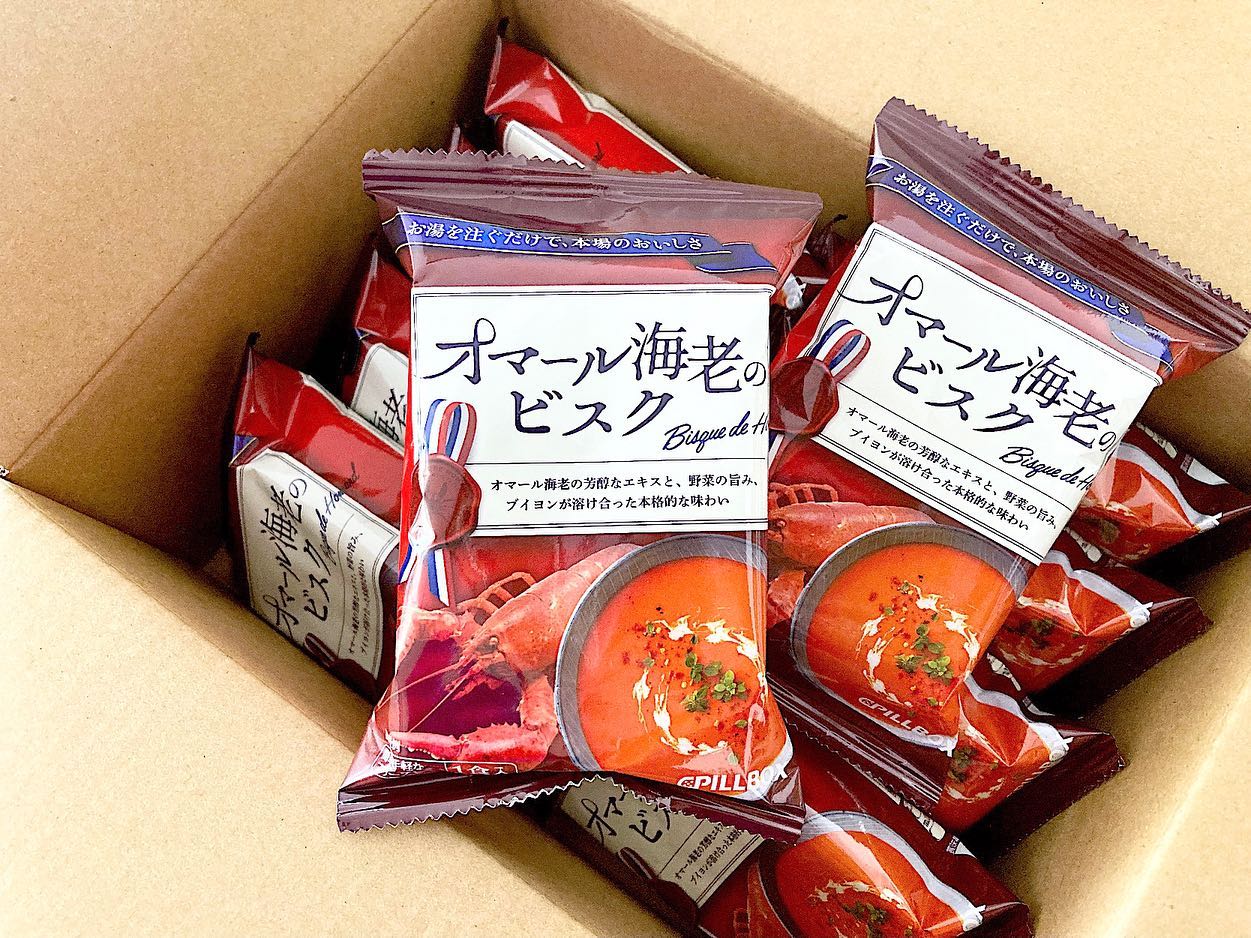 お湯を注ぐだけで、本場のおいしさ
オマール海老の
ビスク
Bisque de
オマール海老の芳醇なエキスと、野菜の旨み、
ブイヨンが溶け合った本格的な味わい
PILLBOX
お湯を注ぐだけで、本場のおいしさ
オマール海老の
ビスク
Bisque de
オマール海老の芳醇なエキスと、野菜の旨み、
ブイヨンが溶け合った本格的な味わい
オマール海老の
ビスク